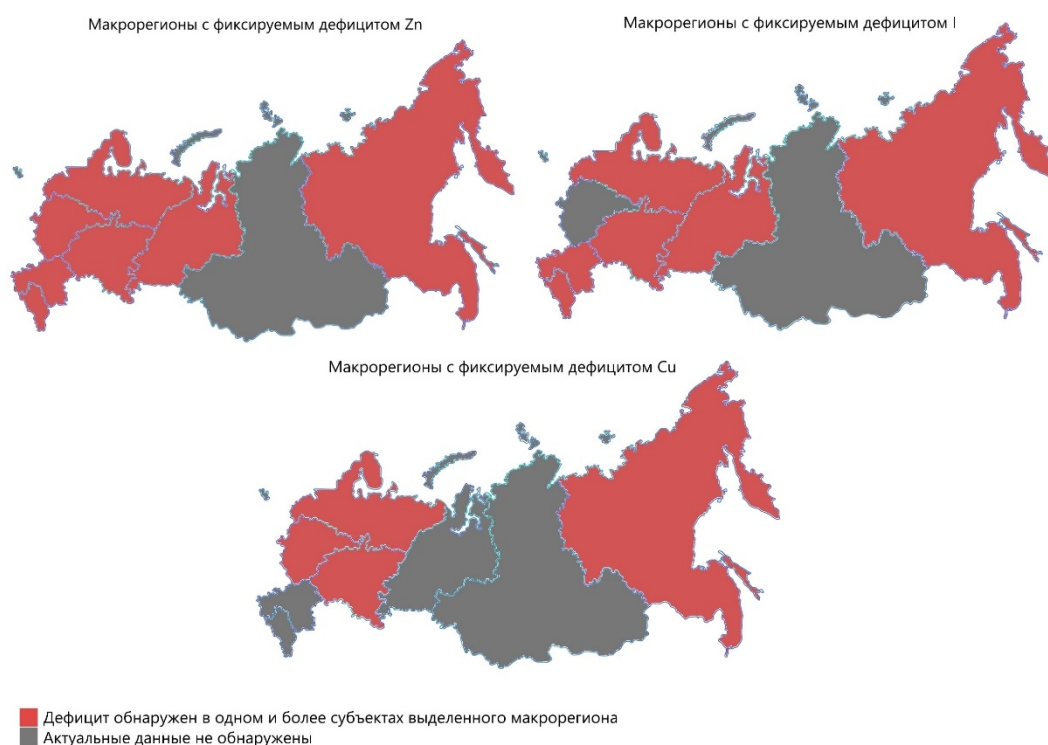 Макрорегионы с фиксируемым дефицитом Zn
Макрорегионы с фиксируемым дефицитом I
Макрорегионы с фиксируемым дефицитом Cu
Дефицит обнаружен в одном и более субъектах выделенного макрорегиона
Актуальные данные не обнаружены